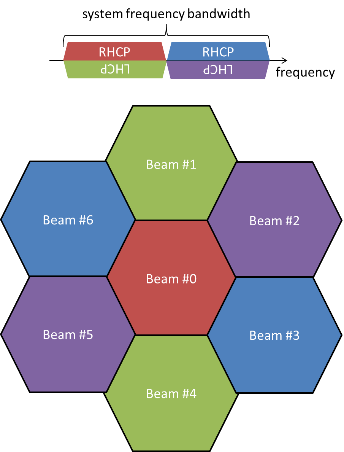 system frequency bandwidth
RHCP RHCP
LHCP LHCP
frequency
Beam #1
Beam #6
Beam #2
Beam #0
Beam #5
Beam #3
Beam #4